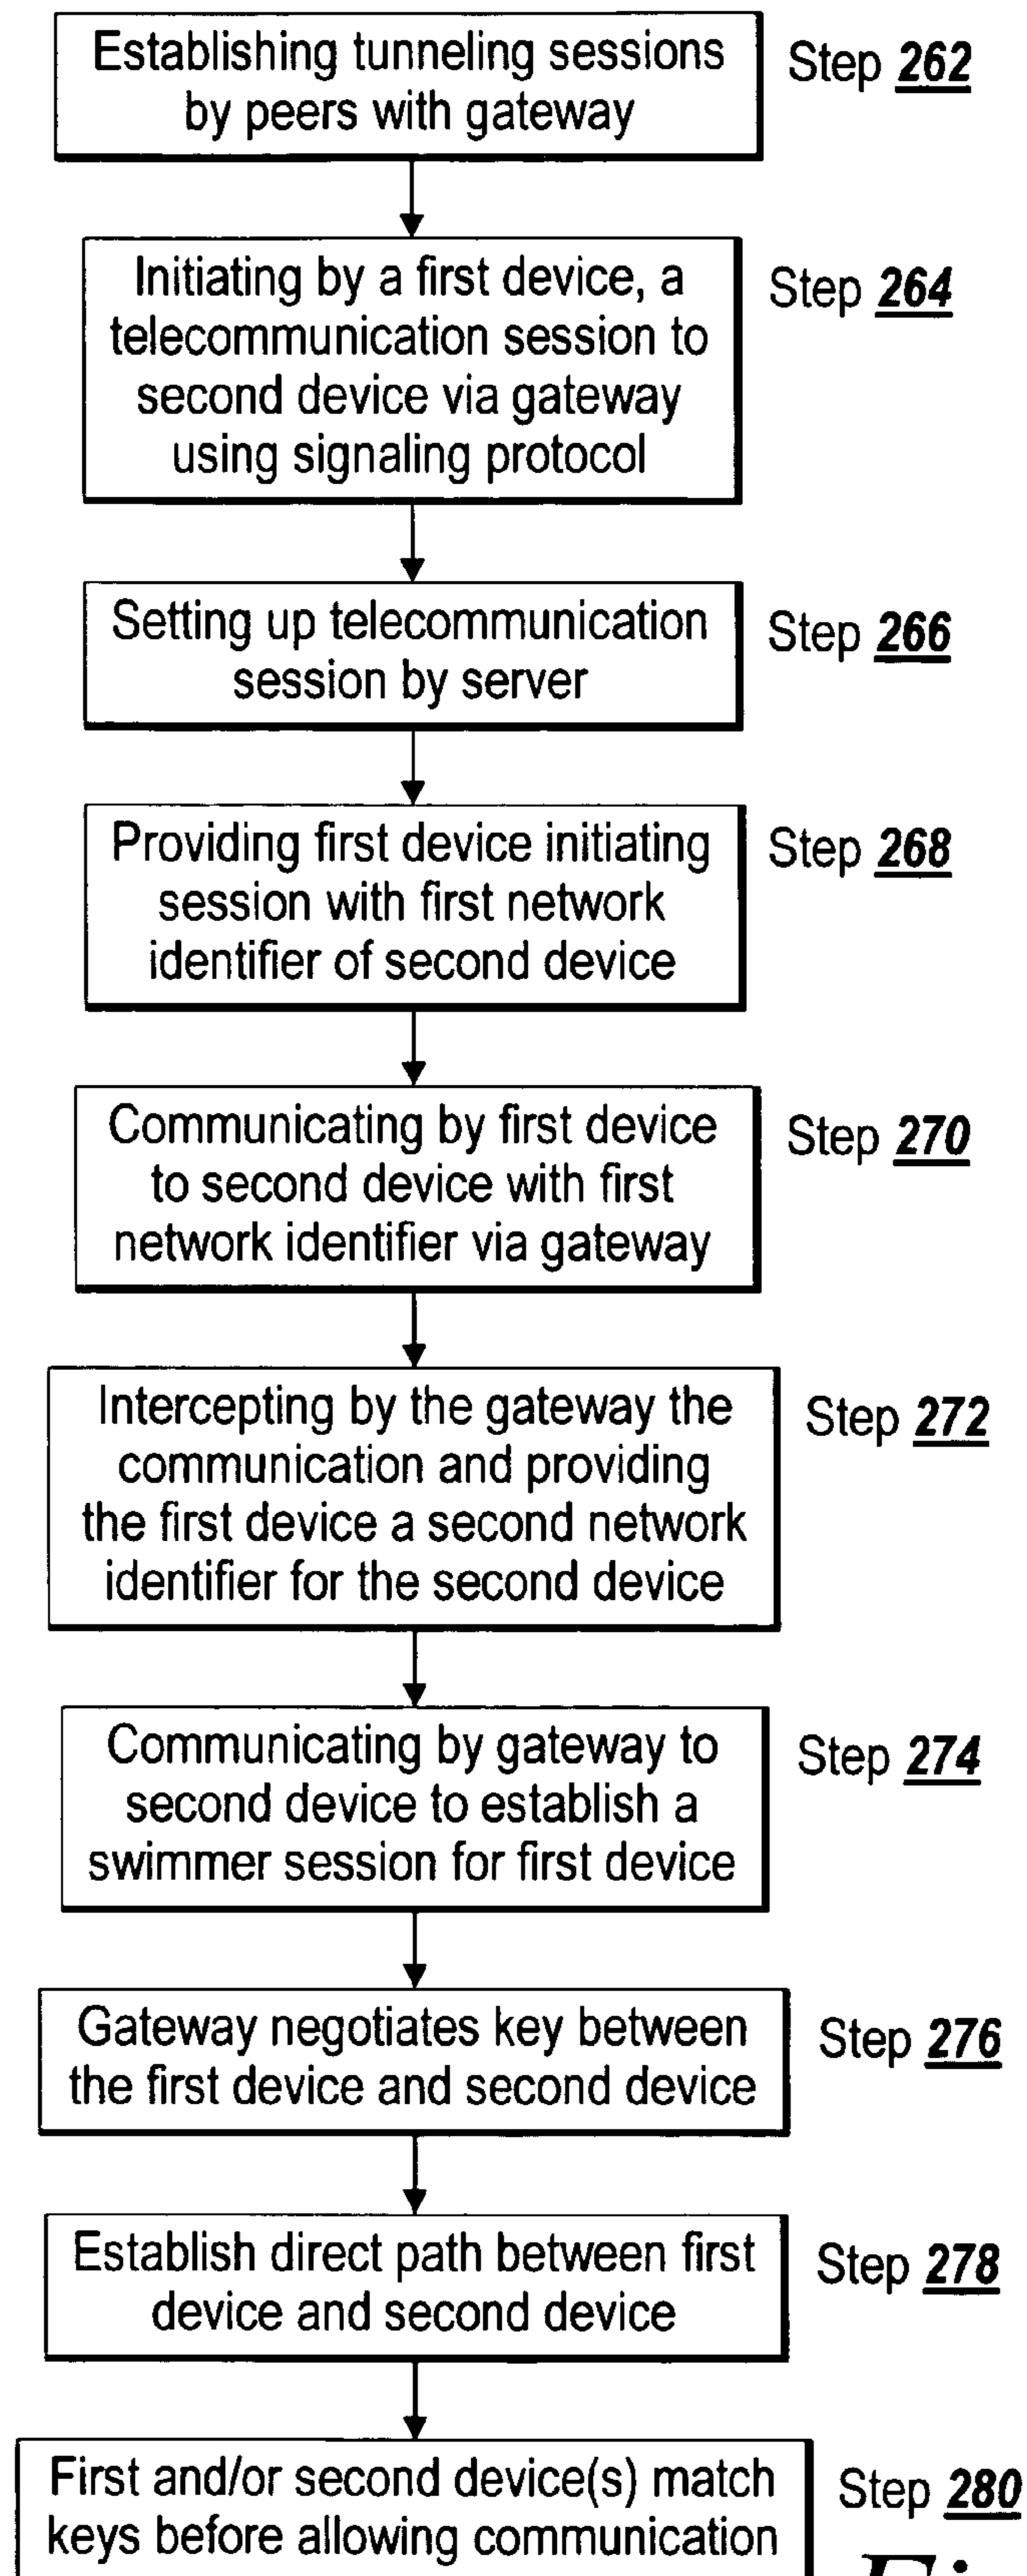 Establishing tunneling sessions
by peers with gateway
Step 262
Initiating by a first device, a
telecommunication session to
second device via gateway
using signaling protocol
Step 264
Setting up telecommunication
session by server
Step 266
Providing first device initiating
session with first network
identifier of second device
Step 268
Communicating by first device
to second device with first
network identifier via gateway
Step 270
Intercepting by the gateway the
communication and providing
the first device a second network
identifier for the second device
Step 272
Communicating by gateway to
second device to establish a
swimmer session for first device
Step 274
Gateway negotiates key between
the first device and second device
Step 276
Establish direct path between first
device and second device
Step 278
First and/or second device(s) match
keys before allowing communication
Step 280